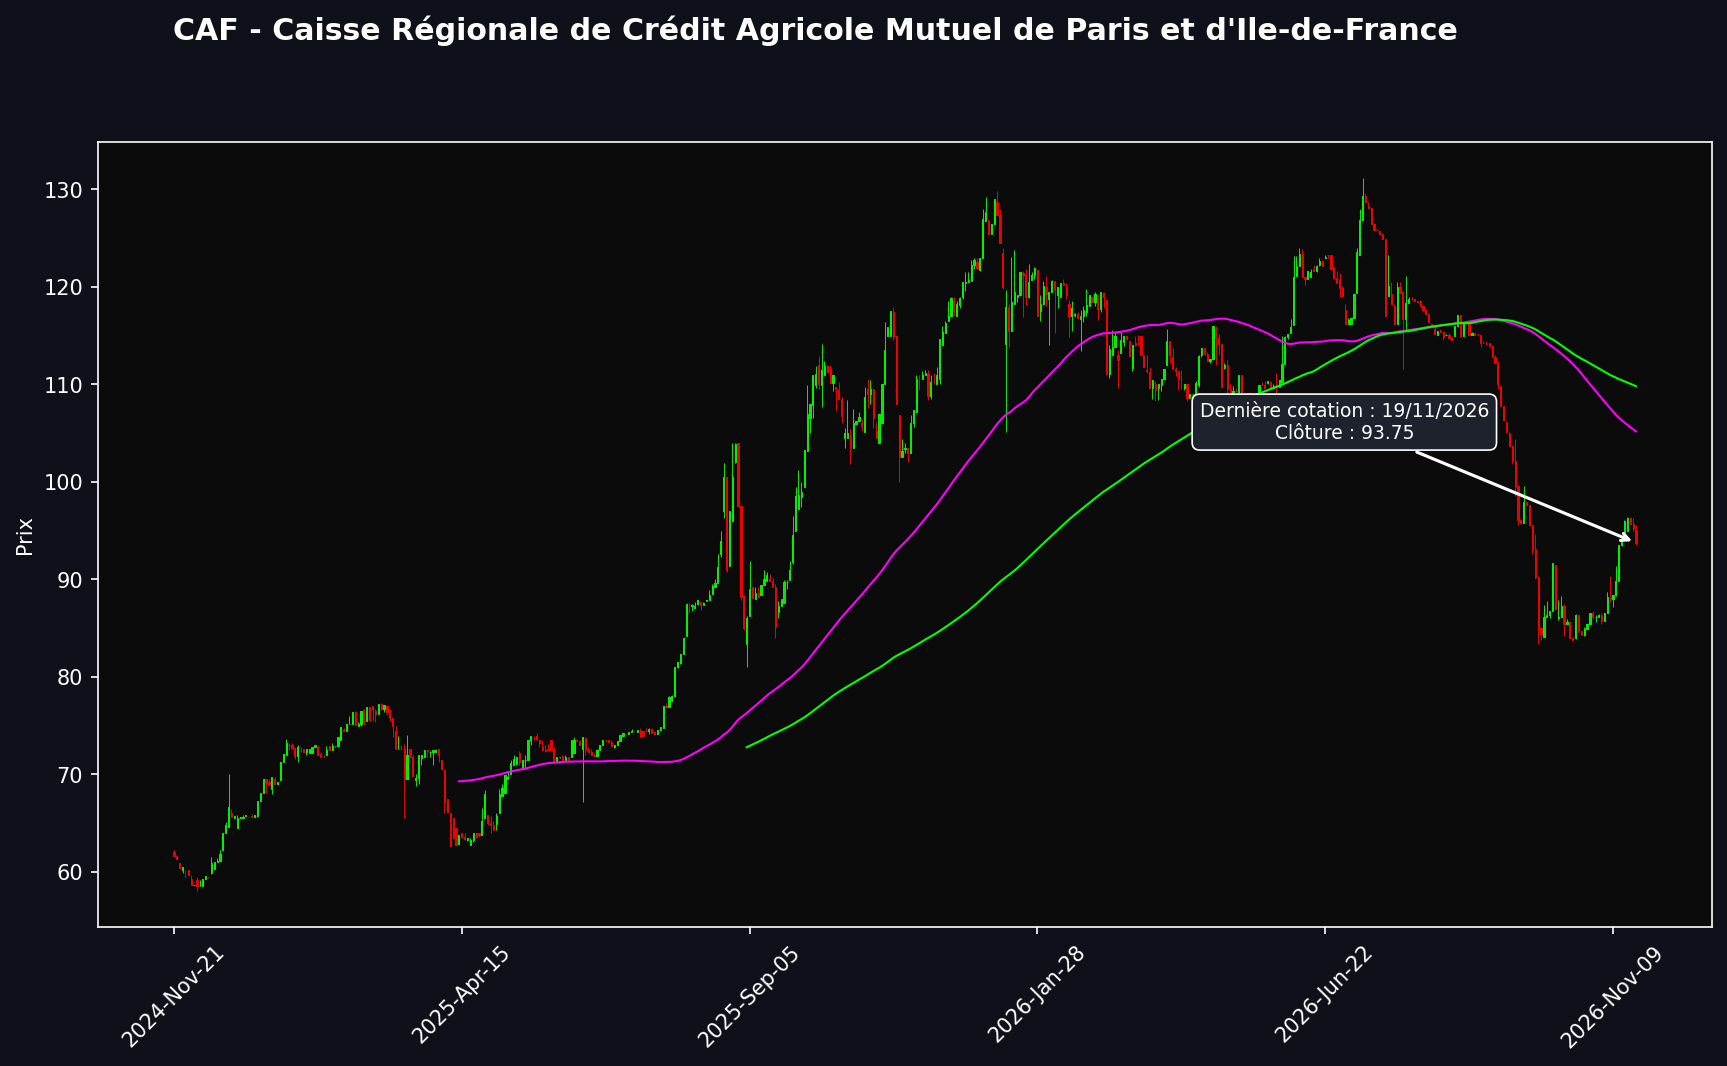 CAF - Caisse Régionale de Crédit Agricole Mutuel de Paris et d'Ile-de-France
Prix
130
120
110
100
90
80
70
60
Dernière cotation : 19/11/2026
Clôture : 93.75
2024-Nov-21
2025-Apr-15
2025-Sep-05
2026-Jan-28
2026-Jun-22
2026-Nov-09